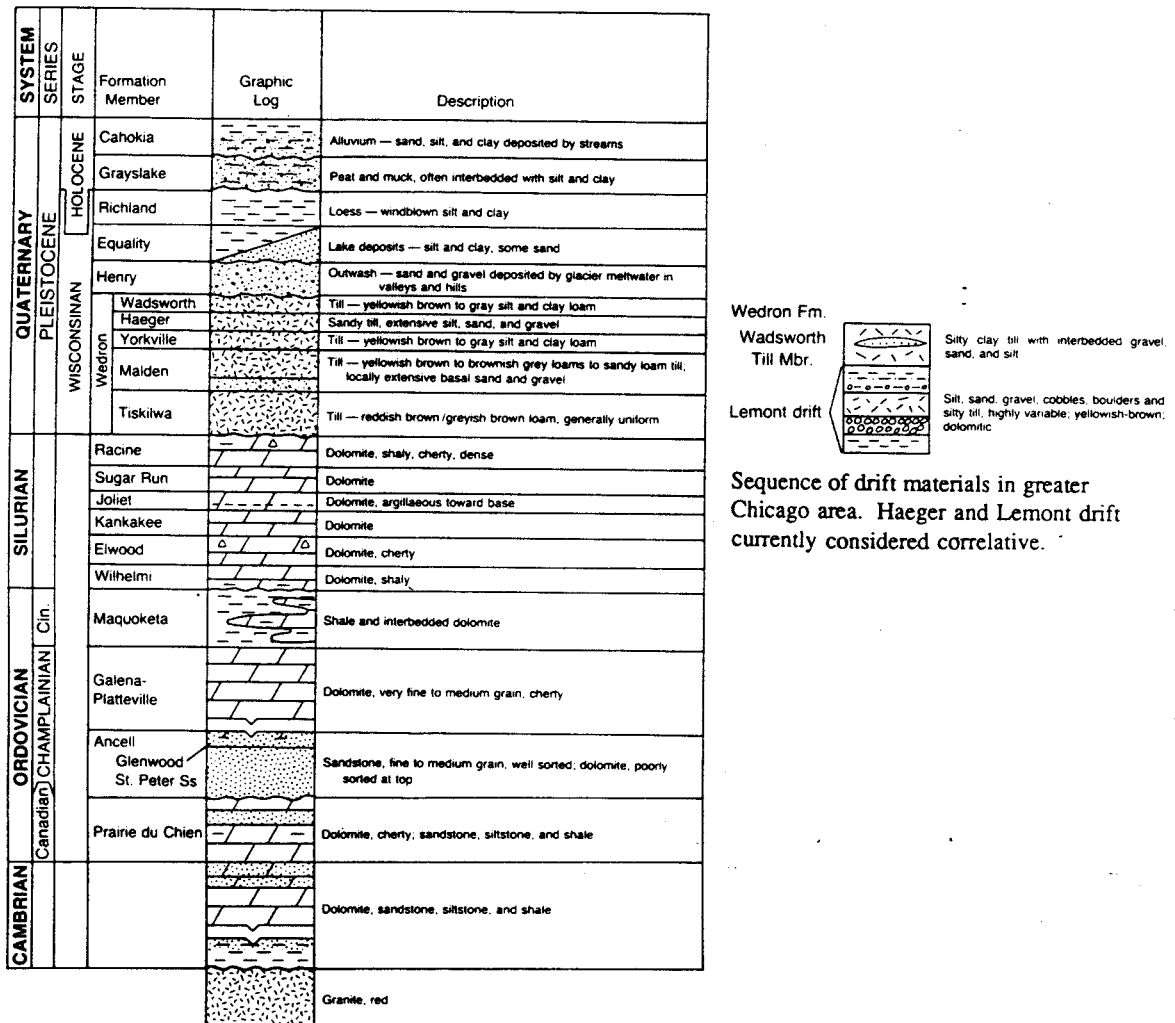 SYSTEM
SERIES
STAGE
Formation
Member
Graphic
Log
Description
QUATERNARY
PLEISTOCENE
HOLOCENE
WISCONSINAN
Cahokia
Alluvium — sand, silt, and clay deposited by streams
Grayslake
Peat and muck, often interbedded with silt and clay
Richland
Loess — windblown silt and clay
Equality
Lake deposits — silt and clay, some sand
Henry
Outwash — sand and gravel deposited by glacier meltwater in
valleys and hills
Wedron
Wadsworth
Till — yellowish brown to gray silt and clay loam
Haeger
Sandy till, extensive silt, sand, and gravel
Yorkville
Till — yellowish brown to gray silt and clay loam
Malden
Till — yellowish brown to brownish grey loams to sandy loam till;
locally extensive basal sand and gravel
Tiskilwa
Till — reddish brown/greyish brown loam, generally uniform
SILURIAN
Racine
Dolomite, shaly, cherty, dense
Sugar Run
Dolomite
Joliet
Dolomite, argillaeous toward base
Kankakee
Dolomite
Elwood
Dolomite, cherty
Wilhelmi
Dolomite, shaly
ORDOVICIAN
Cin.
CHAMPLAINIAN
Canadian
Maquoketa
Shale and interbedded dolomite
Galena-
Platteville
Dolomite, very fine to medium grain, cherty
Ancell
Glenwood
St. Peter Ss
Sandstone, fine to medium grain, well sorted; dolomite, poorly
sorted at top
Prairie du Chien
Dolomite, cherty; sandstone, siltstone, and shale
CAMBRIAN
Dolomite, sandstone, siltstone, and shale
Granite, red
Wedron Fm.
Wadsworth
Till Mbr.
Silty clay till with interbedded gravel,
sand, and silt
Lemont drift
Silt, sand, gravel, cobbles, boulders and
silty till, highly variable; yellowish-brown;
dolomitic
Sequence of drift materials in greater
Chicago area. Haeger and Lemont drift
currently considered correlative.